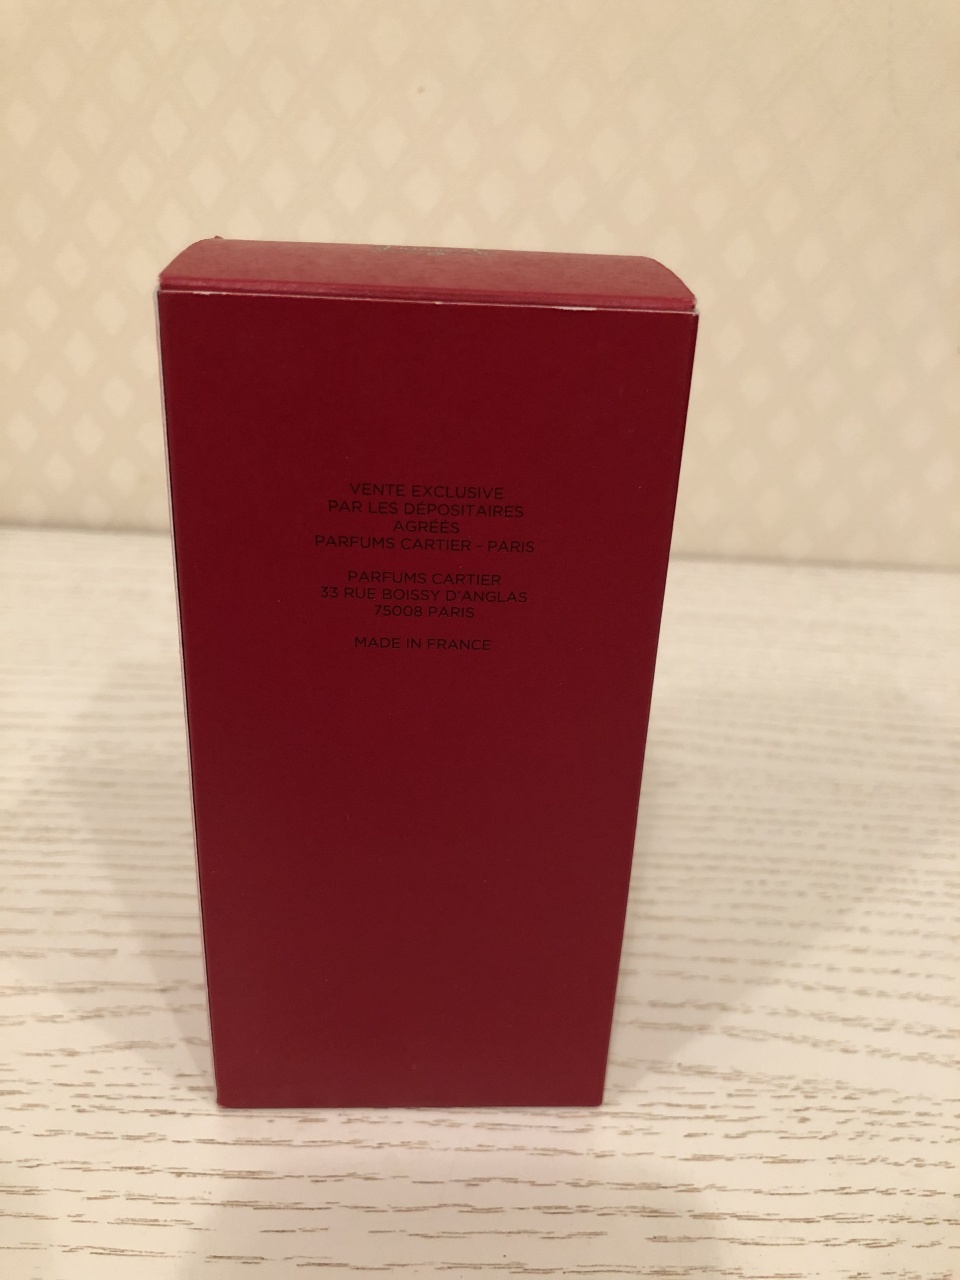 VENTE EXCLUSIVE
PAR LES DÉPOSITAIRES
AGRÉÉS
PARFUMS CARTIER – PARIS
PARFUMS CARTIER
33 RUE BOISSY D'ANGLAS
75008 PARIS
MADE IN FRANCE